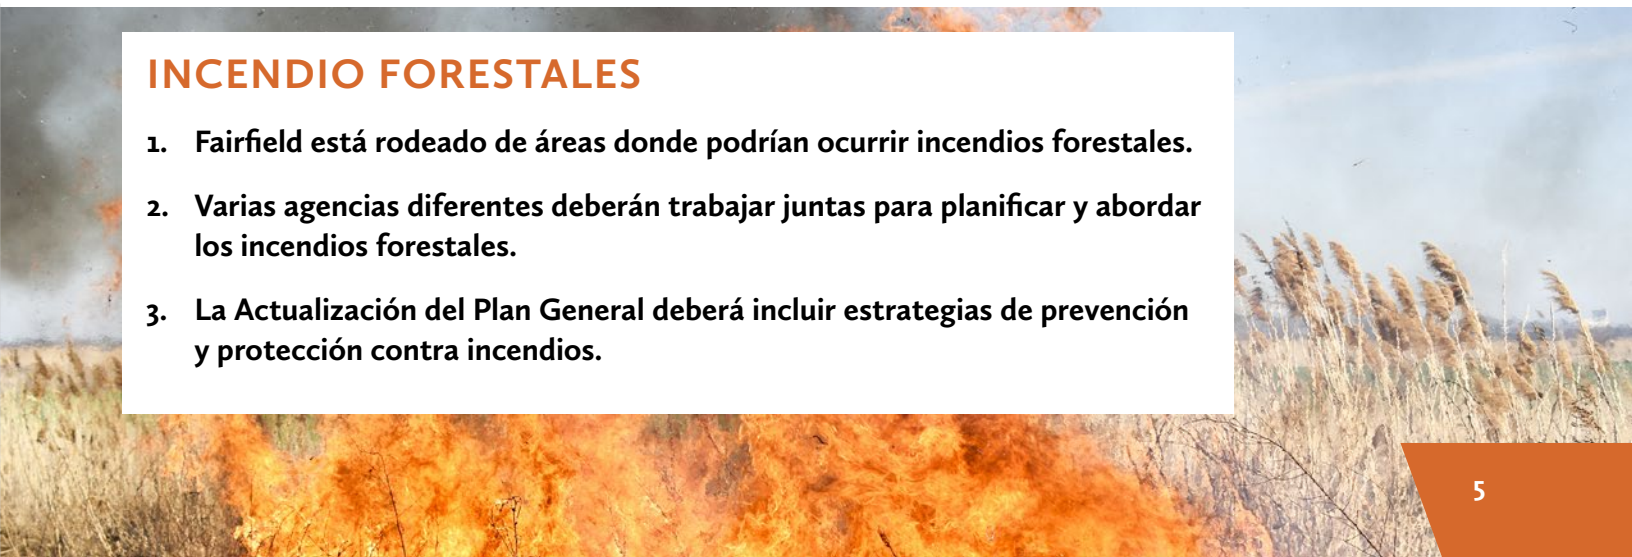 INCENDIO FORESTALES
1. Fairfield está rodeado de áreas donde podrían ocurrir incendios forestales.
2. Varias agencias diferentes deberán trabajar juntas para planificar y abordar
los incendios forestales.
3. La Actualización del Plan General deberá incluir estrategias de prevención
y protección contra incendios.
5